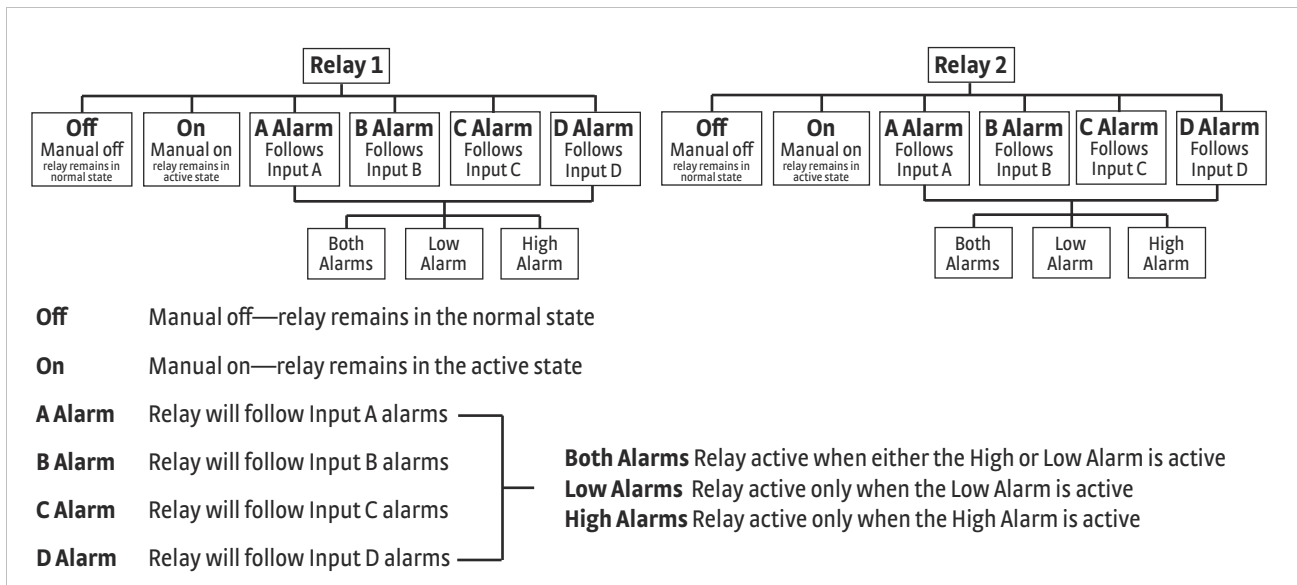 Relay 1
Off
Manual off
relay remains in
normal state
On
Manual on
relay remains in
active state
A Alarm
Follows
Input A
B Alarm
Follows
Input B
C Alarm
Follows
Input C
D Alarm
Follows
Input D
Both
Alarms
Low
Alarm
High
Alarm
Relay 2
Off
Manual off
relay remains in
normal state
On
Manual on
relay remains in
active state
A Alarm
Follows
Input A
B Alarm
Follows
Input B
C Alarm
Follows
Input C
D Alarm
Follows
Input D
Both
Alarms
Low
Alarm
High
Alarm
Off Manual off—relay remains in the normal state
On Manual on—relay remains in the active state
A Alarm Relay will follow Input A alarms
B Alarm Relay will follow Input B alarms
C Alarm Relay will follow Input C alarms
D Alarm Relay will follow Input D alarms
Both Alarms Relay active when either the High or Low Alarm is active
Low Alarms Relay active only when the Low Alarm is active
High Alarms Relay active only when the High Alarm is active